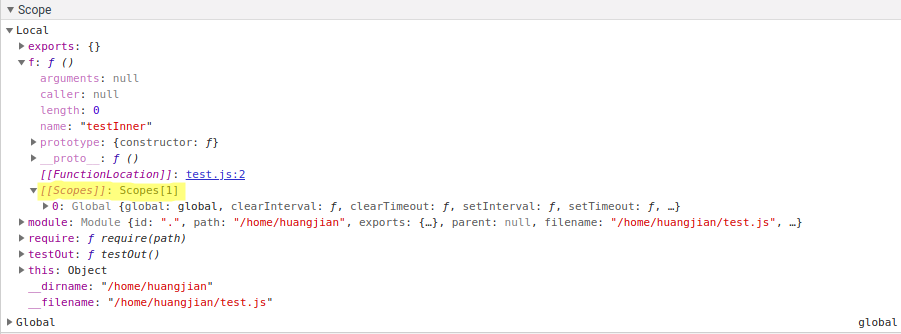 Scope
Local
exports: {}
f: ƒ ()
arguments: null
caller: null
length: 0
name: "testInner"
prototype: {constructor: ƒ}
__proto__: ƒ ()
[[FunctionLocation]]: test.js:2
[[Scopes]]: Scopes[1]
0: Global {global: global, clearInterval: ƒ, clearTimeout: ƒ, setInterval: ƒ, setTimeout: ƒ, …}
module: Module {id: ".", path: "/home/huangjian", exports: {…}, parent: null, filename: "/home/huangjian/test.js", …}
require: ƒ require(path)
testOut: ƒ testOut()
this: Object
__dirname: "/home/huangjian"
__filename: "/home/huangjian/test.js"
Global global